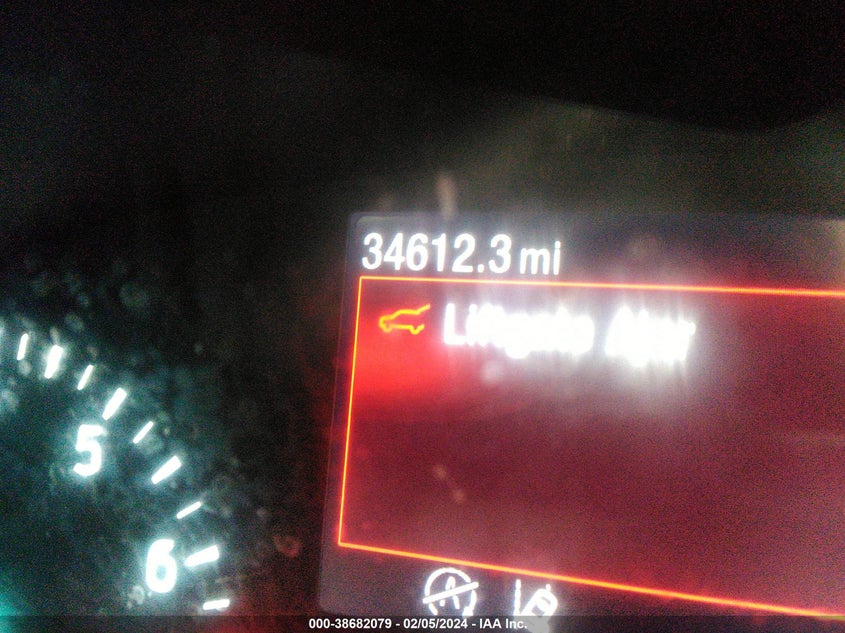 34612.3 mi
Liftgate Ajar
5
6
A
000-38682079 - 02/05/2024 - IAA Inc.